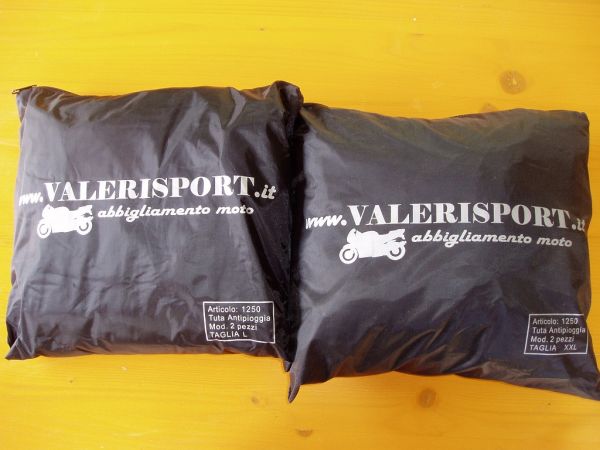 www.VALERISPORT.it
abbigliamento moto
Articolo: 1250
Tuta Antipioggia
Mod. 2 pezzi
TAGLIA L
www.VALERISPORT.it
abbigliamento moto
Articolo: 1250
Tuta Antipioggia
Mod. 2 pezzi
TAGLIA XXL